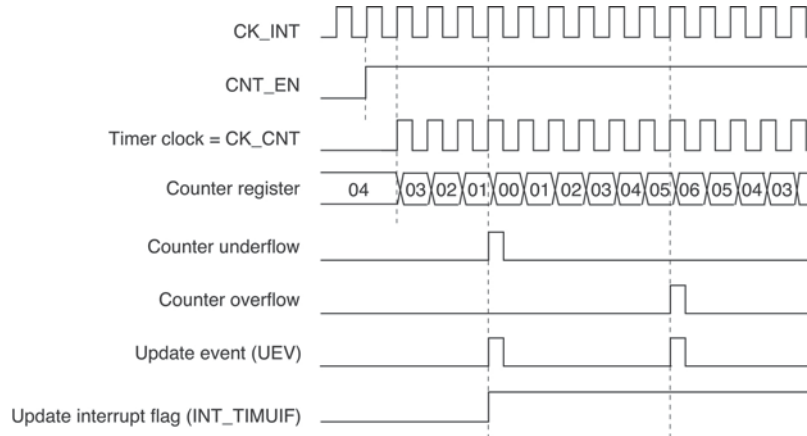 CK_INT
CNT_EN
Timer clock = CK_CNT
Counter register 04 03 02 01 00 01 02 03 04 05 06 05 04 03
Counter underflow
Counter overflow
Update event (UEV)
Update interrupt flag (INT_TIMUIF)